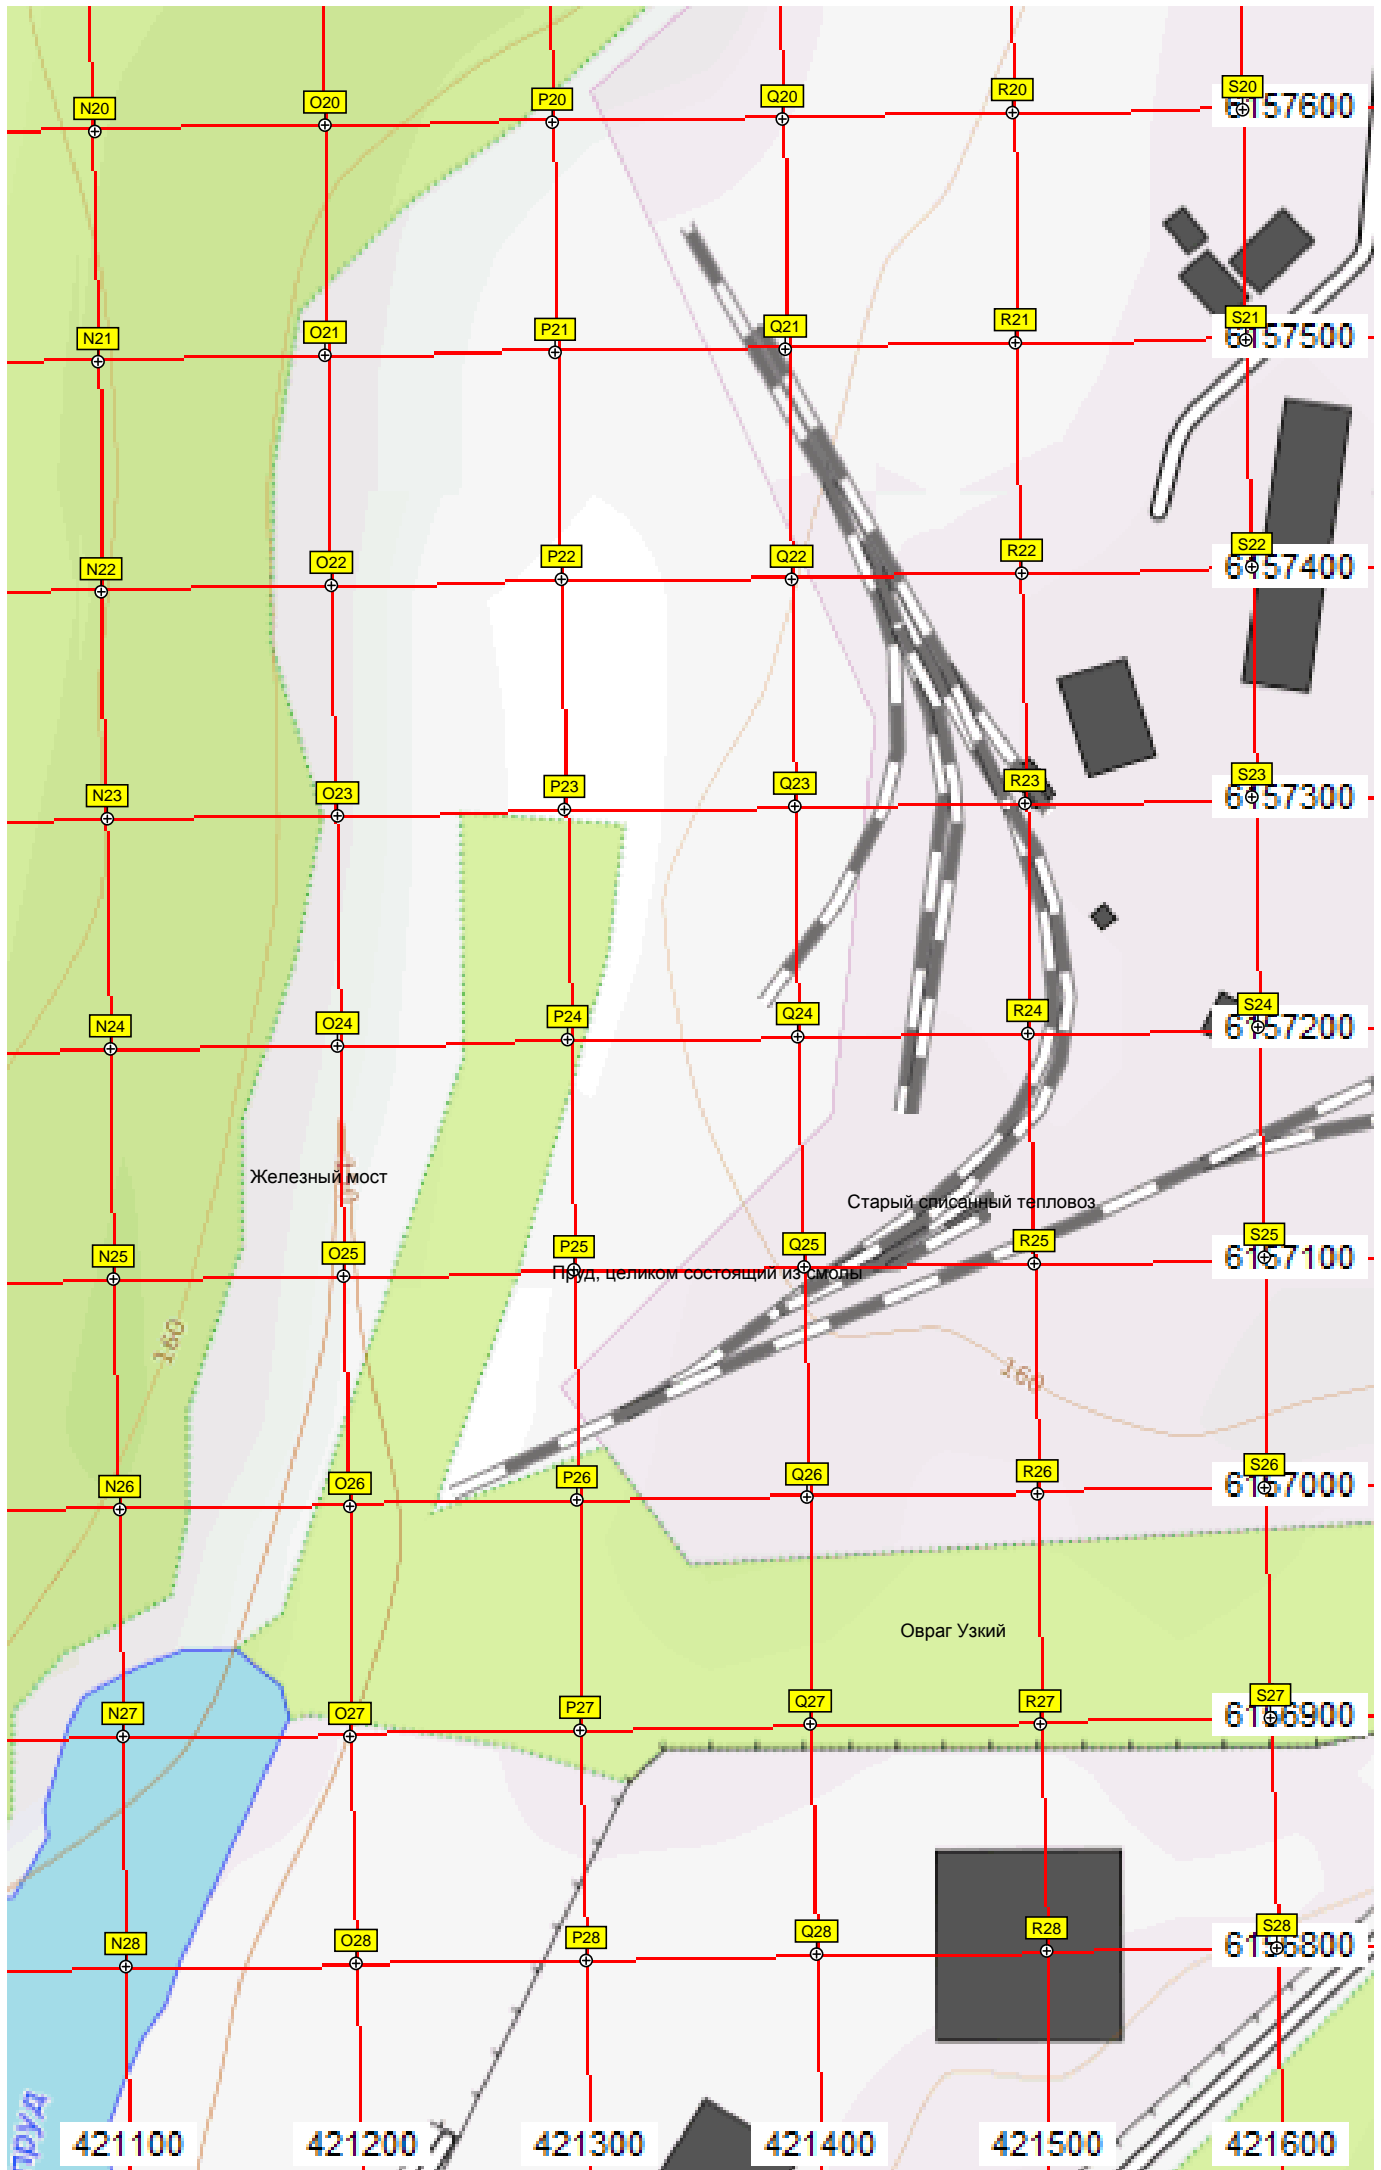 N20 O20 P20 Q20 R20 S20
6157600
N21 O21 P21 Q21 R21 S21
6157500
N22 O22 P22 Q22 R22 S22
6157400
N23 O23 P23 Q23 R23 S23
6157300
N24 O24 P24 Q24 R24 S24
6157200
Железный мост
Старый списанный тепловоз
N25 O25 P25 Q25 R25 S25
6157100
Пруд, целиком состоящий из смолы
160
160
N26 O26 P26 Q26 R26 S26
6157000
Овраг Узкий
N27 O27 P27 Q27 R27 S27
6156900
N28 O28 P28 Q28 R28 S28
6156800
пруд
421100 421200 421300 421400 421500 421600